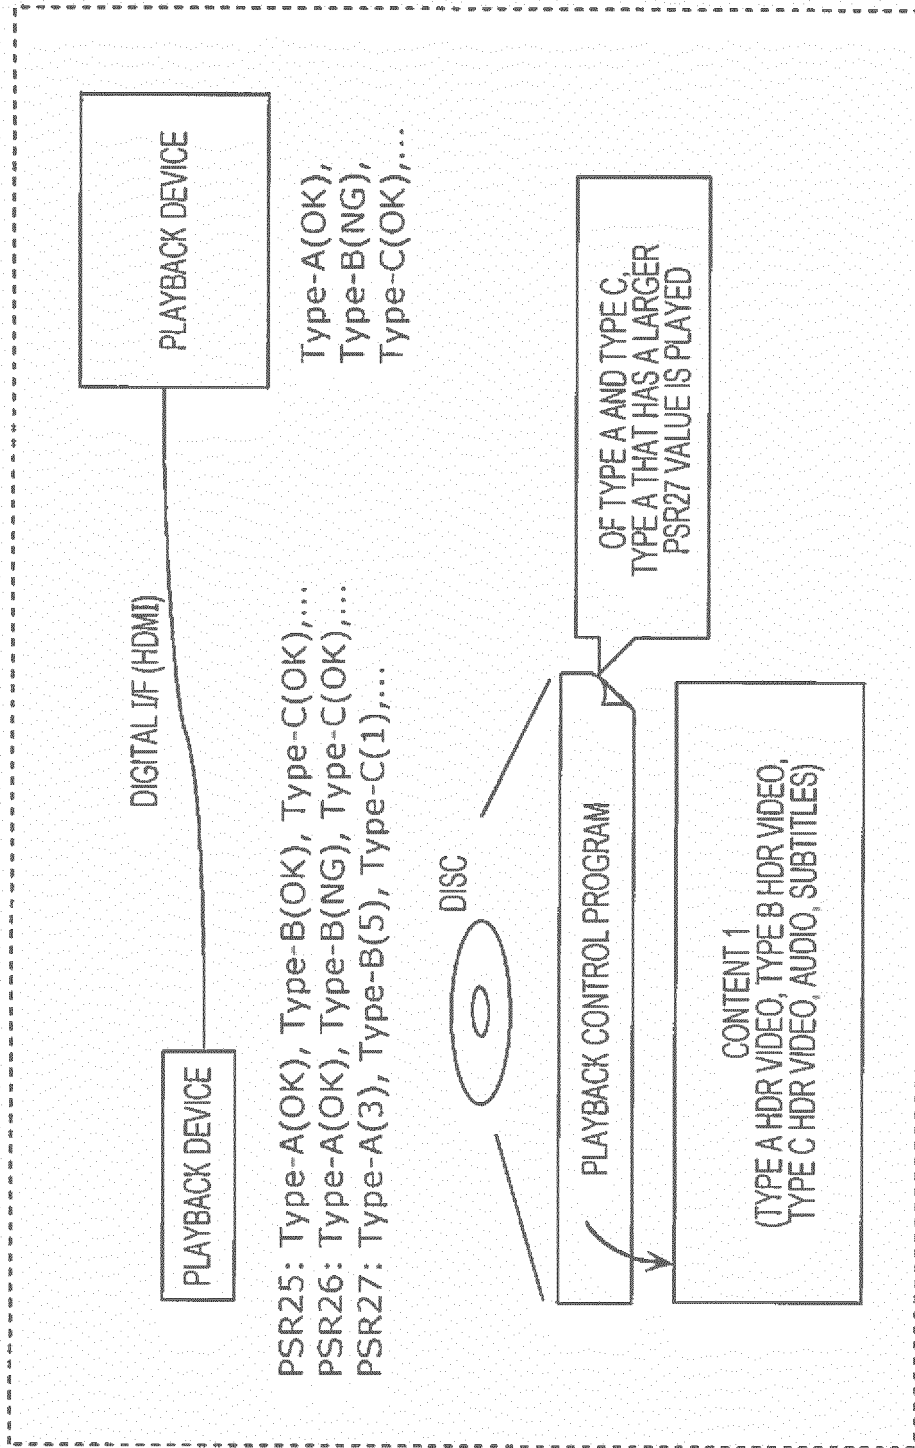 DIGITAL I/F (HDMI)
PLAYBACK DEVICE
PLAYBACK DEVICE
PSR25: Type-A(OK), Type-B(OK), Type-C(OK),...
PSR26: Type-A(OK), Type-B(NG), Type-C(OK),...
PSR27: Type-A(3), Type-B(5), Type-C(1),...
Type-A(OK),
Type-B(NG),
Type-C(OK),...
DISC
PLAYBACK CONTROL PROGRAM
OF TYPE A AND TYPE C,
TYPE A THAT HAS A LARGER
PSR27 VALUE IS PLAYED
CONTENT 1
(TYPE A HDR VIDEO, TYPE B HDR VIDEO,
TYPE C HDR VIDEO, AUDIO, SUBTITLES)